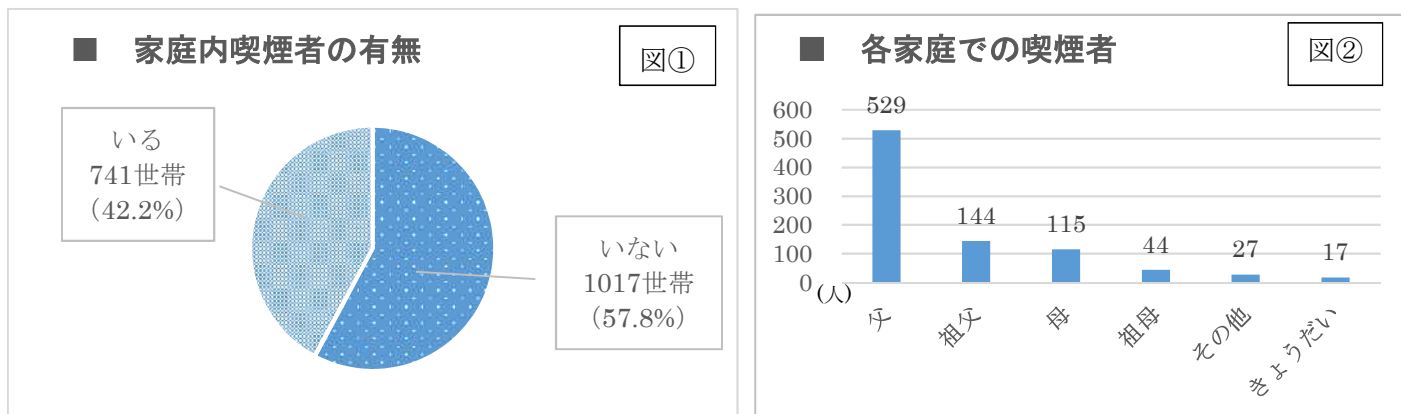 ■ 家庭内喫煙者の有無
図①
いる
741世帯
(42.2%)
いない
1017世帯
(57.8%)
■ 各家庭での喫煙者
図②
600
500
400
300
200
100
0
(人)
529
144
115
44
27
17
父
祖父
母
祖母
その他
きょうだい